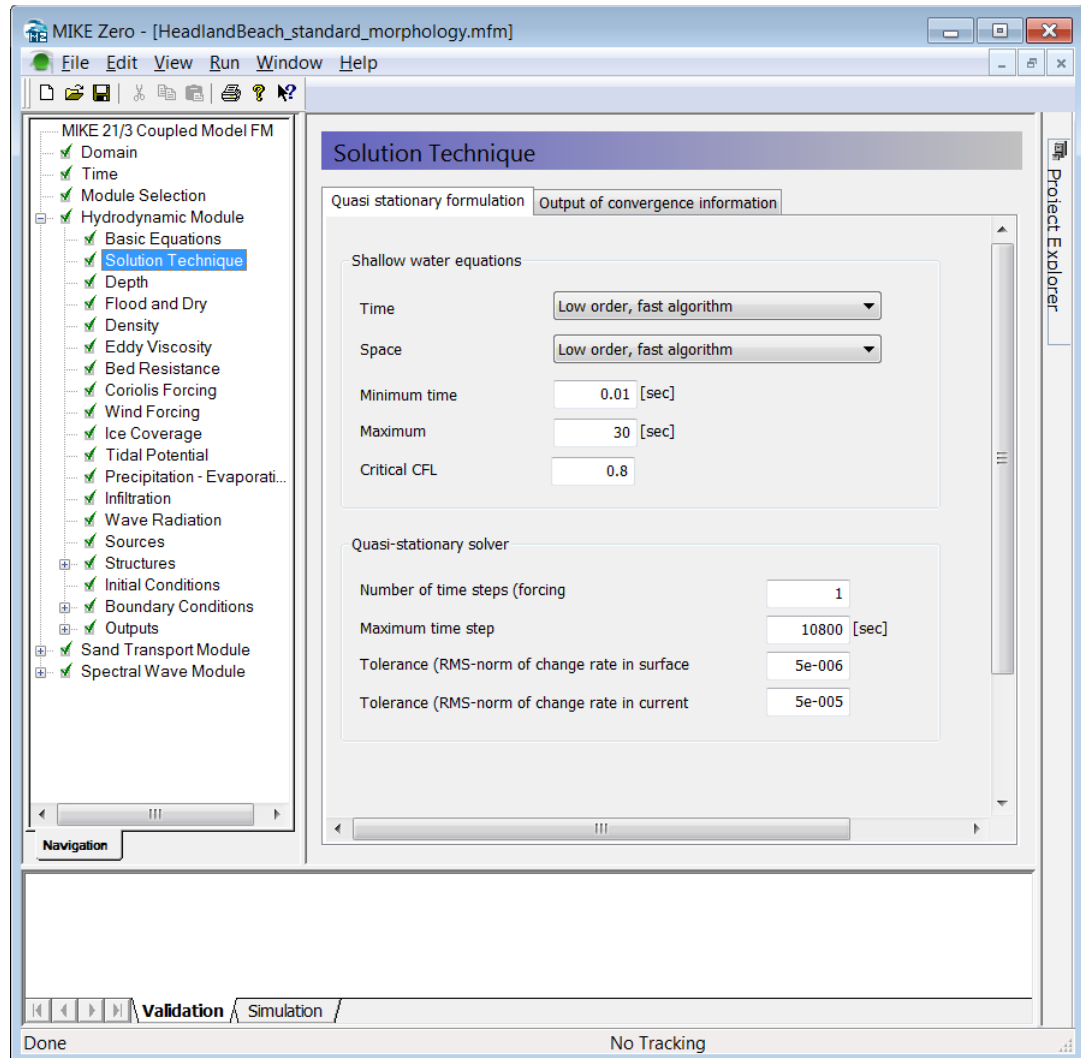 MIKE Zero - [HeadlandBeach_standard_morphology.mfm]
File Edit View Run Window Help
MIKE 21/3 Coupled Model FM
Domain
Time
Module Selection
Hydrodynamic Module
Basic Equations
Solution Technique
Depth
Flood and Dry
Density
Eddy Viscosity
Bed Resistance
Coriolis Forcing
Wind Forcing
Ice Coverage
Tidal Potential
Precipitation - Evaporati...
Infiltration
Wave Radiation
Sources
Structures
Initial Conditions
Boundary Conditions
Outputs
Sand Transport Module
Spectral Wave Module
Navigation
Solution Technique
Quasi stationary formulation Output of convergence information
Shallow water equations
Time Low order, fast algorithm
Space Low order, fast algorithm
Minimum time 0.01 [sec]
Maximum 30 [sec]
Critical CFL 0.8
Quasi-stationary solver
Number of time steps (forcing 1
Maximum time step 10800 [sec]
Tolerance (RMS-norm of change rate in surface 5e-006
Tolerance (RMS-norm of change rate in current 5e-005
Project Explorer
Validation Simulation
Done No Tracking